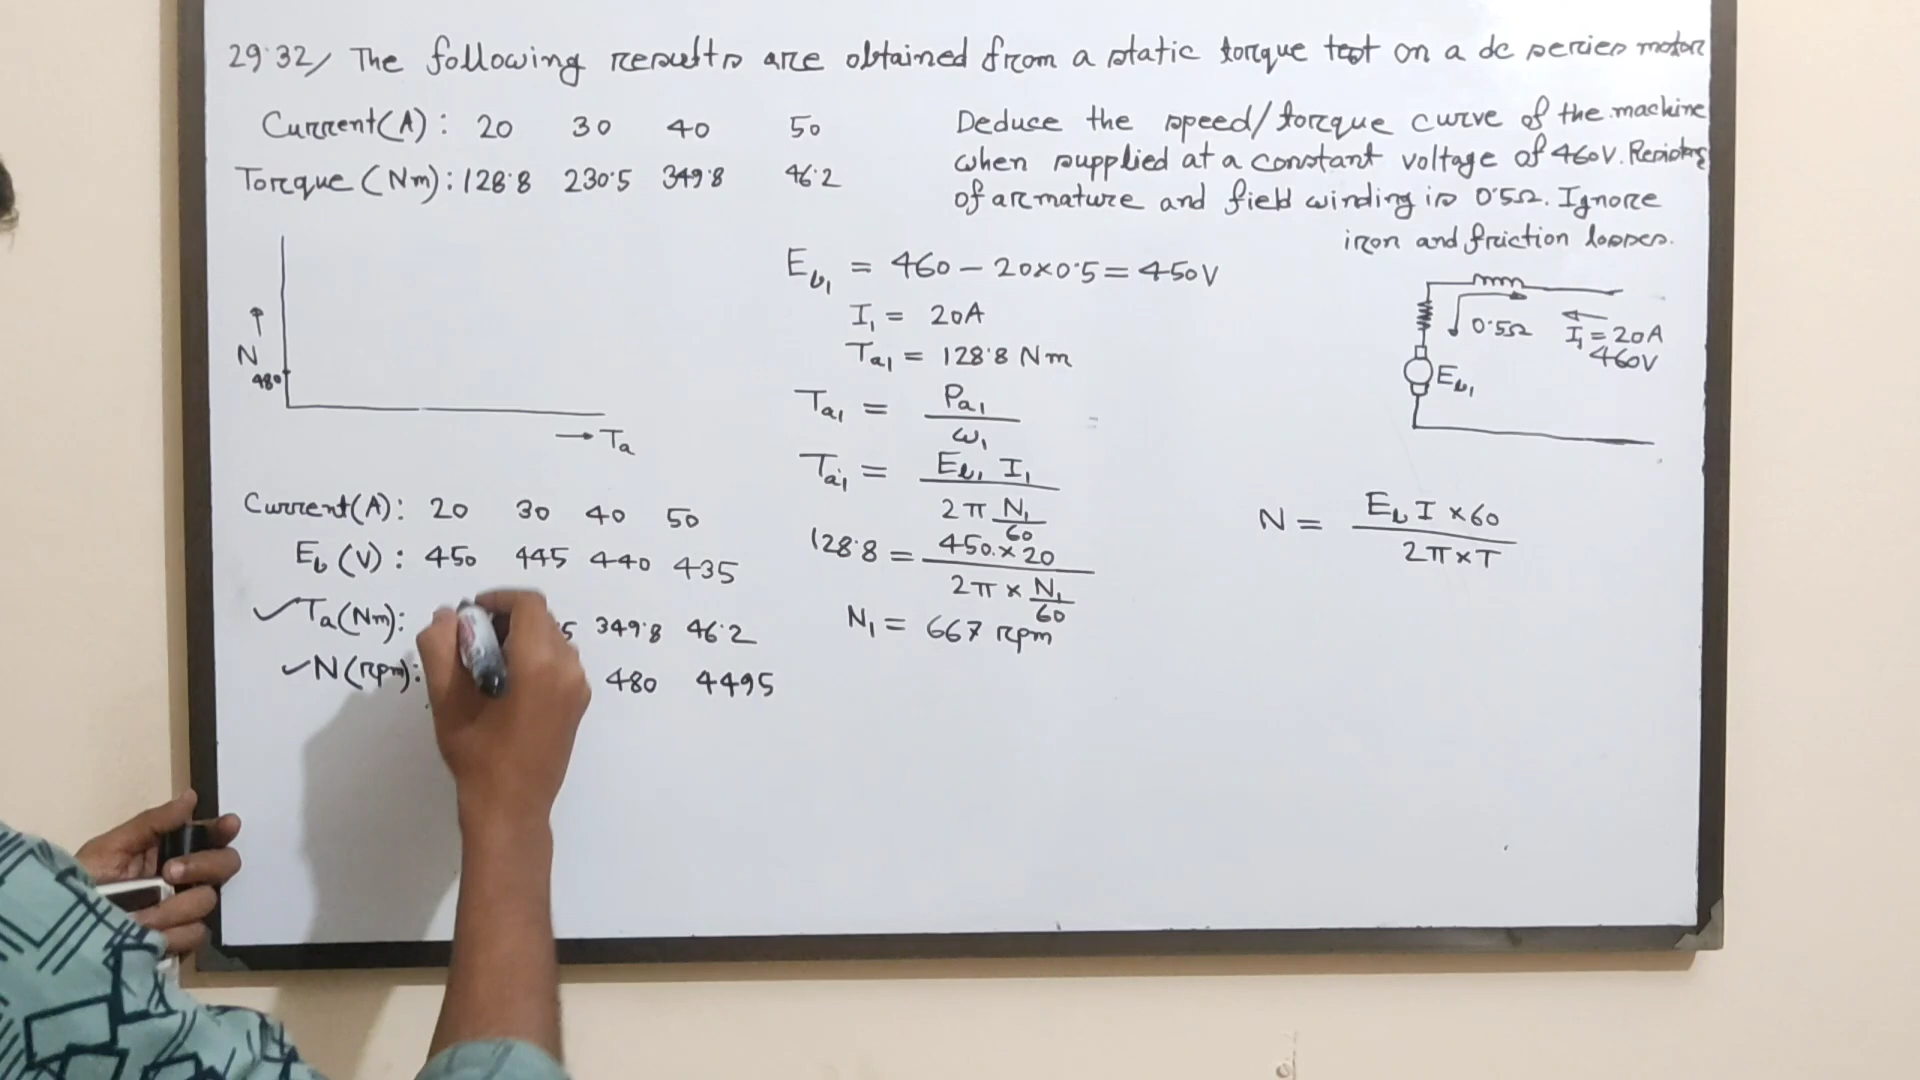 29.32/ The following results are obtained from a static torque test on a dc series motor
Current(A): 20 30 40 50
Torque (Nm): 128.8 230.5 349.8 46.2
Deduce the speed/torque curve of the machine
when supplied at a constant voltage of 460V.
of armature and field winding is 0.5Ω. Ignore
iron and friction losses.
N
480
Ta
Eb1 = 460 - 20×0.5 = 450V
I1 = 20A
Ta1 = 128.8 Nm
Ta1 = Pa1 / ω1
Ta1 = Eb1 I1 / 2π N1/60
128.8 = 450 × 20 / 2π × N1/60
N1 = 667 rpm
0.5Ω
I1 = 20A
460V
Eb1
N = Eb I × 60 / 2π × T
Current(A): 20 30 40 50
Eb (V): 450 445 440 435
✓Ta(Nm): 349.8 46.2
✓N(rpm): 480 4495